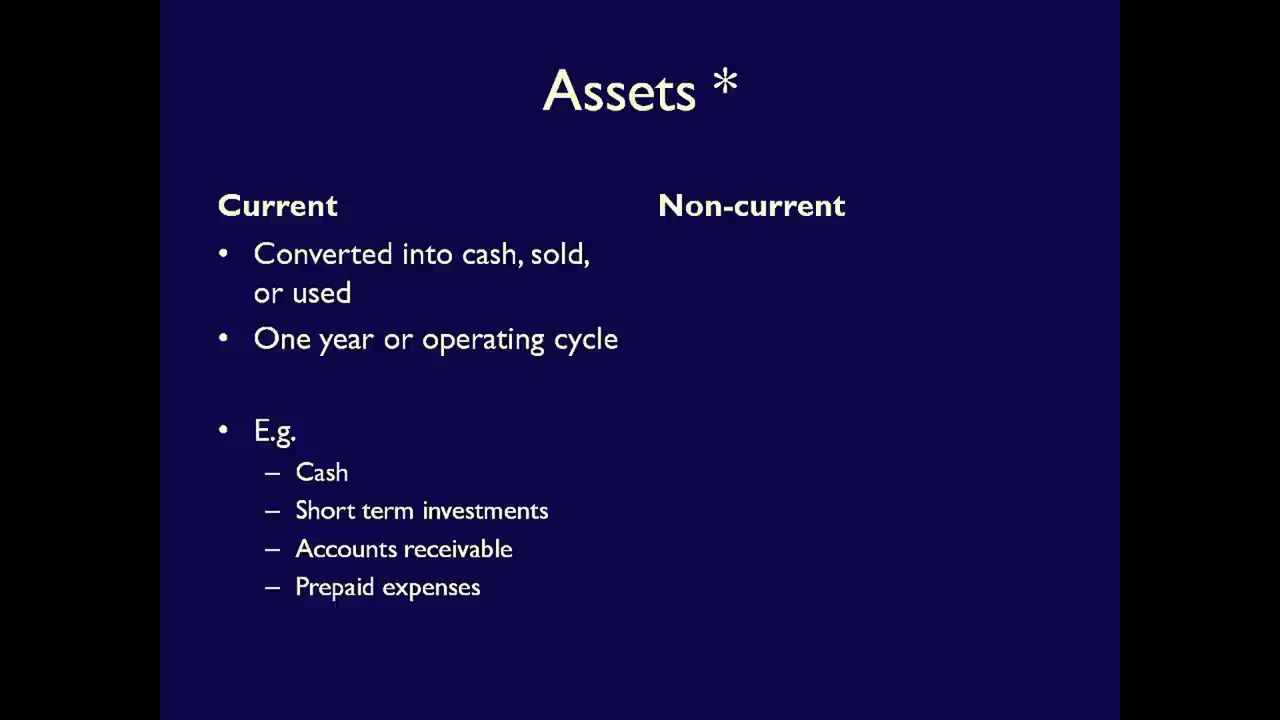 Assets *
Current
• Converted into cash, sold,
or used
• One year or operating cycle
• E.g.
– Cash
– Short term investments
– Accounts receivable
– Prepaid expenses
Non-current